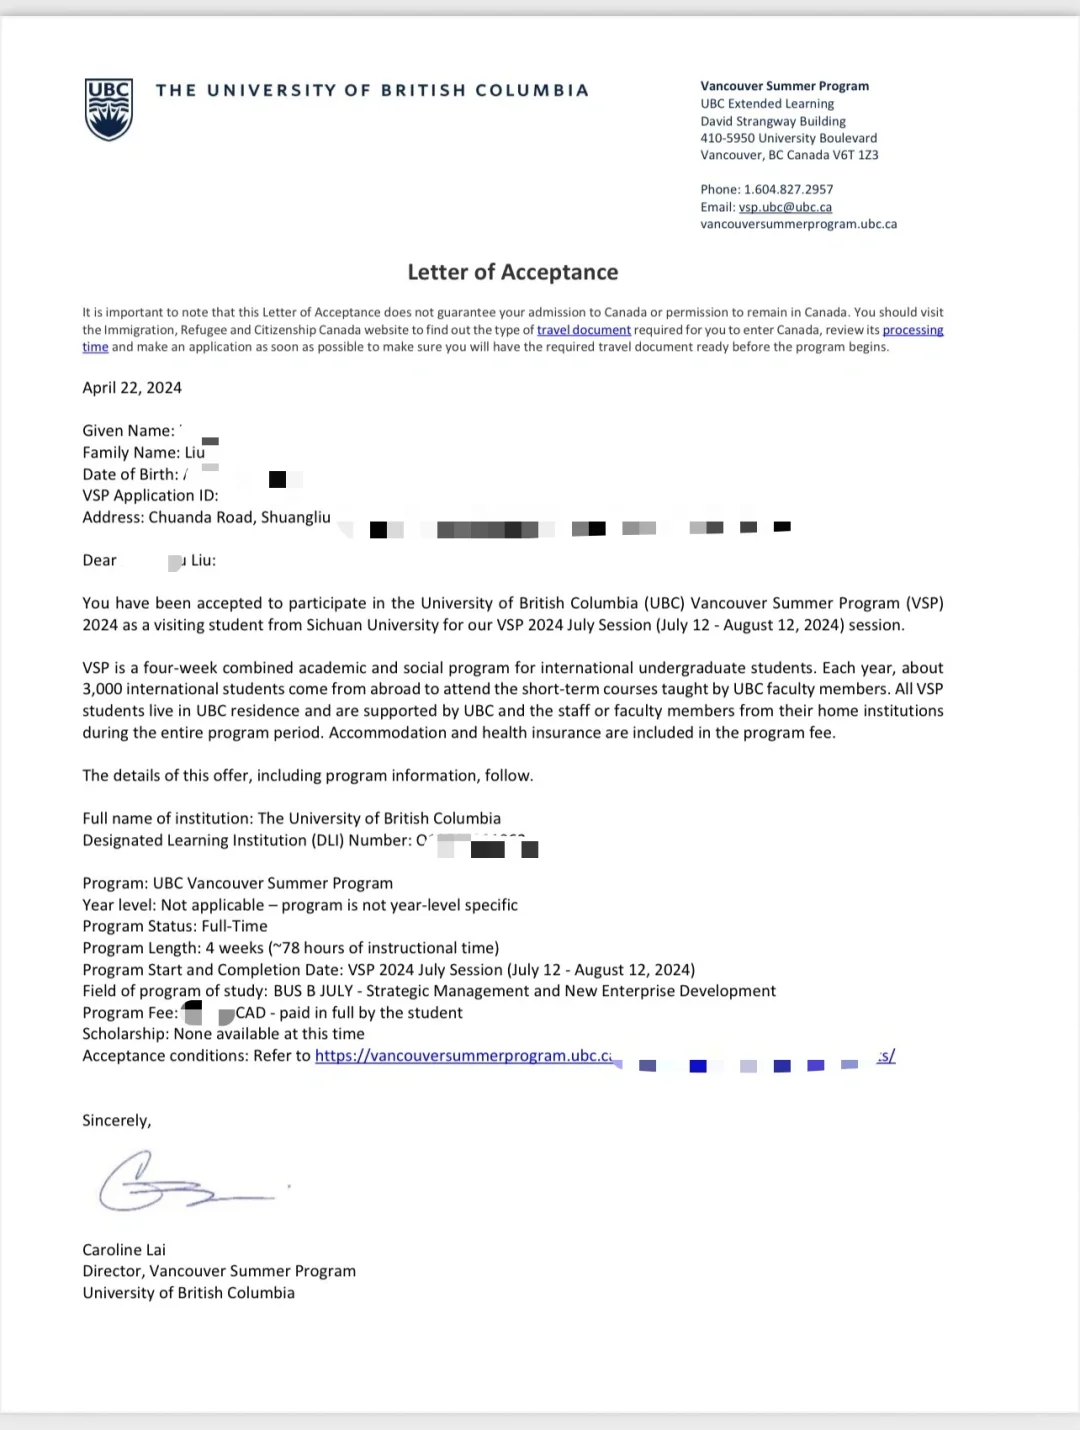 UBC
THE UNIVERSITY OF BRITISH COLUMBIA
Vancouver Summer Program
UBC Extended Learning
David Strangway Building
410-5950 University Boulevard
Vancouver, BC Canada V6T 1Z3
Phone: 1.604.827.2957
Email: vsp.ubc@ubc.ca
vancouversummerprogram.ubc.ca
Letter of Acceptance
It is important to note that this Letter of Acceptance does not guarantee your admission to Canada or permission to remain in Canada. You should visit
the Immigration, Refugee and Citizenship Canada website to find out the type of travel document required for you to enter Canada, review its processing
time and make an application as soon as possible to make sure you will have the required travel document ready before the program begins.
April 22, 2024
Given Name:
Family Name: Liu
Date of Birth:
VSP Application ID:
Address: Chuanda Road, Shuangliu
Dear Liu:
You have been accepted to participate in the University of British Columbia (UBC) Vancouver Summer Program (VSP)
2024 as a visiting student from Sichuan University for our VSP 2024 July Session (July 12 - August 12, 2024) session.
VSP is a four-week combined academic and social program for international undergraduate students. Each year, about
3,000 international students come from abroad to attend the short-term courses taught by UBC faculty members. All VSP
students live in UBC residence and are supported by UBC and the staff or faculty members from their home institutions
during the entire program period. Accommodation and health insurance are included in the program fee.
The details of this offer, including program information, follow.
Full name of institution: The University of British Columbia
Designated Learning Institution (DLI) Number:
Program: UBC Vancouver Summer Program
Year level: Not applicable – program is not year-level specific
Program Status: Full-Time
Program Length: 4 weeks (~78 hours of instructional time)
Program Start and Completion Date: VSP 2024 July Session (July 12 - August 12, 2024)
Field of program of study: BUS B JULY - Strategic Management and New Enterprise Development
Program Fee: CAD - paid in full by the student
Scholarship: None available at this time
Acceptance conditions: Refer to https://vancouversummerprogram.ubc.c s/
Sincerely,
Caroline Lai
Director, Vancouver Summer Program
University of British Columbia